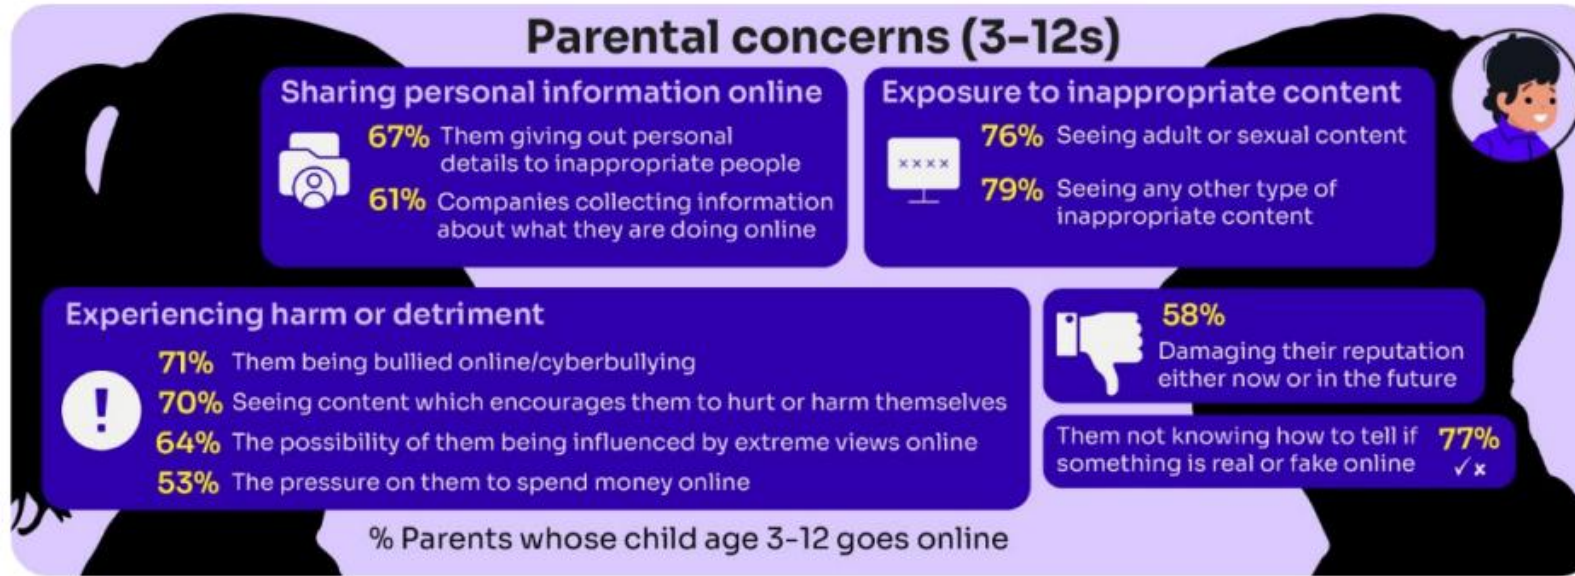 Parental concerns (3–12s)
Sharing personal information online
67% Them giving out personal
details to inappropriate people
61% Companies collecting information
about what they are doing online
Exposure to inappropriate content
xxxx
76% Seeing adult or sexual content
79% Seeing any other type of
inappropriate content
Experiencing harm or detriment
!
71% Them being bullied online/cyberbullying
70% Seeing content which encourages them to hurt or harm themselves
64% The possibility of them being influenced by extreme views online
53% The pressure on them to spend money online
58%
Damaging their reputation
either now or in the future
Them not knowing how to tell if 77%
something is real or fake online ✓x
% Parents whose child age 3–12 goes online